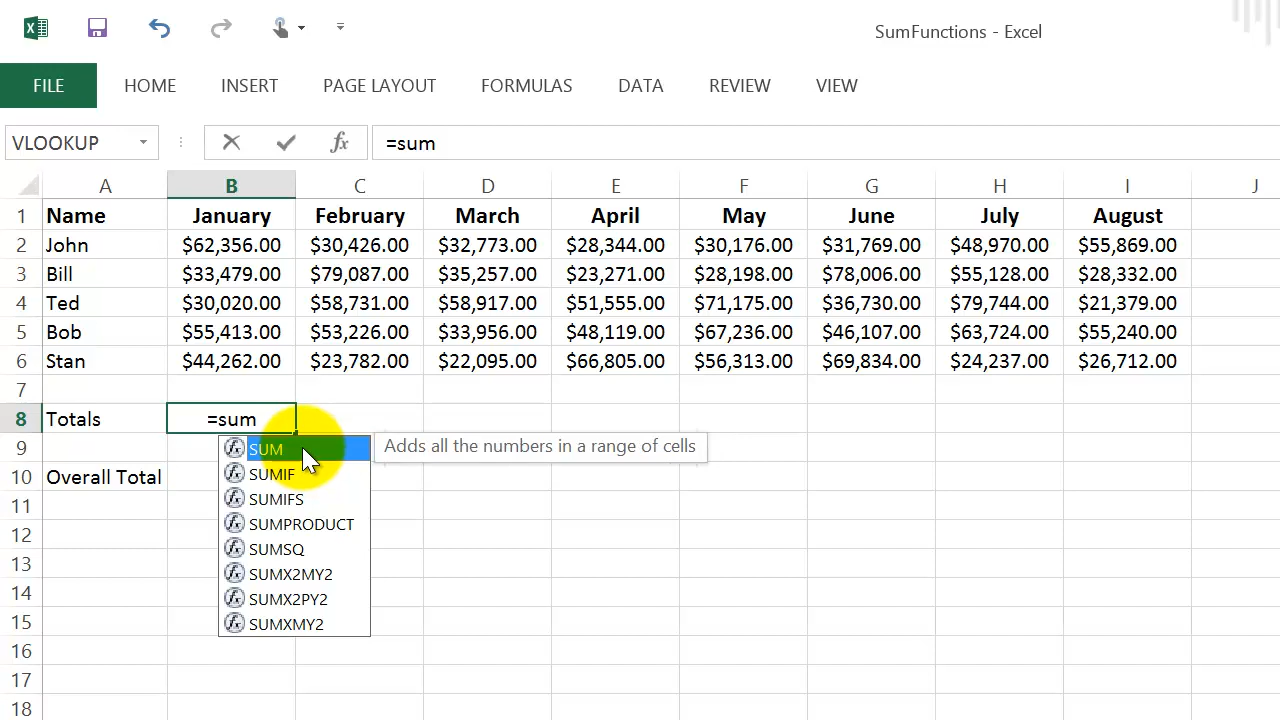 SumFunctions - Excel
FILE HOME INSERT PAGE LAYOUT FORMULAS DATA REVIEW VIEW
VLOOKUP fx =sum
A B C D E F G H I J
1 Name January February March April May June July August
2 John $62,356.00 $30,426.00 $32,773.00 $28,344.00 $30,176.00 $31,769.00 $48,970.00 $55,869.00
3 Bill $33,479.00 $79,087.00 $35,257.00 $23,271.00 $28,198.00 $78,006.00 $55,128.00 $28,332.00
4 Ted $30,020.00 $58,731.00 $58,917.00 $51,555.00 $71,175.00 $36,730.00 $79,744.00 $21,379.00
5 Bob $55,413.00 $53,226.00 $33,956.00 $48,119.00 $67,236.00 $46,107.00 $63,724.00 $55,240.00
6 Stan $44,262.00 $23,782.00 $22,095.00 $66,805.00 $56,313.00 $69,834.00 $24,237.00 $26,712.00
7
8 Totals =sum
9 fx SUM Adds all the numbers in a range of cells
10 Overall Total fx SUMIF
11 fx SUMIFS
12 fx SUMPRODUCT
fx SUMSQ
13 fx SUMX2MY2
14 fx SUMX2PY2
15 fx SUMXMY2
16
17
18